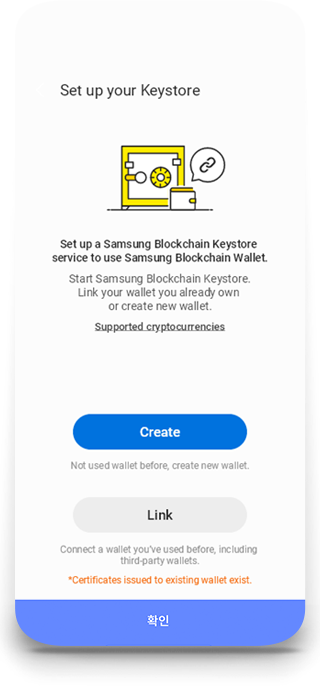 Set up your Keystore
Set up a Samsung Blockchain Keystore
service to use Samsung Blockchain Wallet.
Start Samsung Blockchain Keystore.
Link your wallet you already own
or create new wallet.
Supported cryptocurrencies
Create
Not used wallet before, create new wallet.
Link
Connect a wallet you've used before, including
third-party wallets.
*Certificates issued to existing wallet exist.
확인